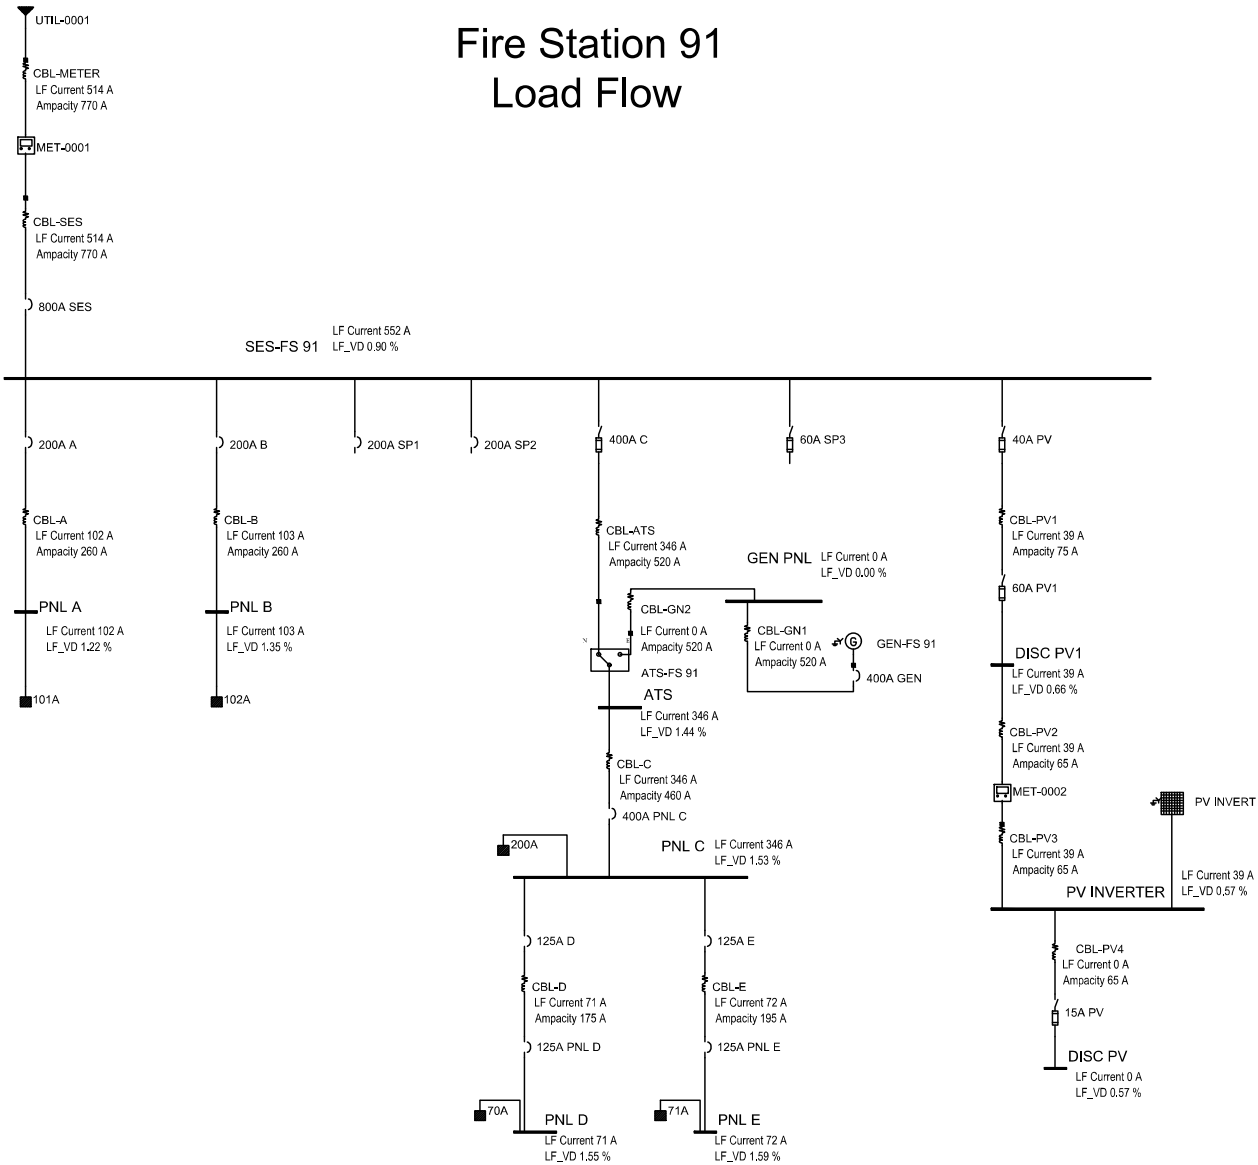 Fire Station 91
Load Flow
UTIL-0001
CBL-METER
LF Current 514 A
Ampacity 770 A
MET-0001
CBL-SES
LF Current 514 A
Ampacity 770 A
800A SES
SES-FS 91
LF Current 552 A
LF_VD 0.90 %
200A A
200A B
200A SP1
200A SP2
400A C
60A SP3
40A PV
CBL-A
LF Current 102 A
Ampacity 260 A
CBL-B
LF Current 103 A
Ampacity 260 A
CBL-ATS
LF Current 346 A
Ampacity 520 A
CBL-PV1
LF Current 39 A
Ampacity 75 A
GEN PNL
LF Current 0 A
LF_VD 0.00 %
60A PV1
PNL A
LF Current 102 A
LF_VD 1.22 %
101A
PNL B
LF Current 103 A
LF_VD 1.35 %
102A
CBL-GN2
LF Current 0 A
Ampacity 520 A
N
E
ATS-FS 91
CBL-GN1
LF Current 0 A
Ampacity 520 A
G
GEN-FS 91
400A GEN
DISC PV1
LF Current 39 A
LF_VD 0.66 %
ATS
LF Current 346 A
LF_VD 1.44 %
CBL-C
LF Current 346 A
Ampacity 460 A
400A PNL C
CBL-PV2
LF Current 39 A
Ampacity 65 A
MET-0002
PV INVERT
CBL-PV3
LF Current 39 A
Ampacity 65 A
200A
PNL C
LF Current 346 A
LF_VD 1.53 %
PV INVERTER
LF Current 39 A
LF_VD 0.57 %
125A D
125A E
CBL-PV4
LF Current 0 A
Ampacity 65 A
CBL-D
LF Current 71 A
Ampacity 175 A
CBL-E
LF Current 72 A
Ampacity 195 A
15A PV
125A PNL D
125A PNL E
DISC PV
LF Current 0 A
LF_VD 0.57 %
70A
PNL D
LF Current 71 A
LF_VD 1.55 %
71A
PNL E
LF Current 72 A
LF_VD 1.59 %